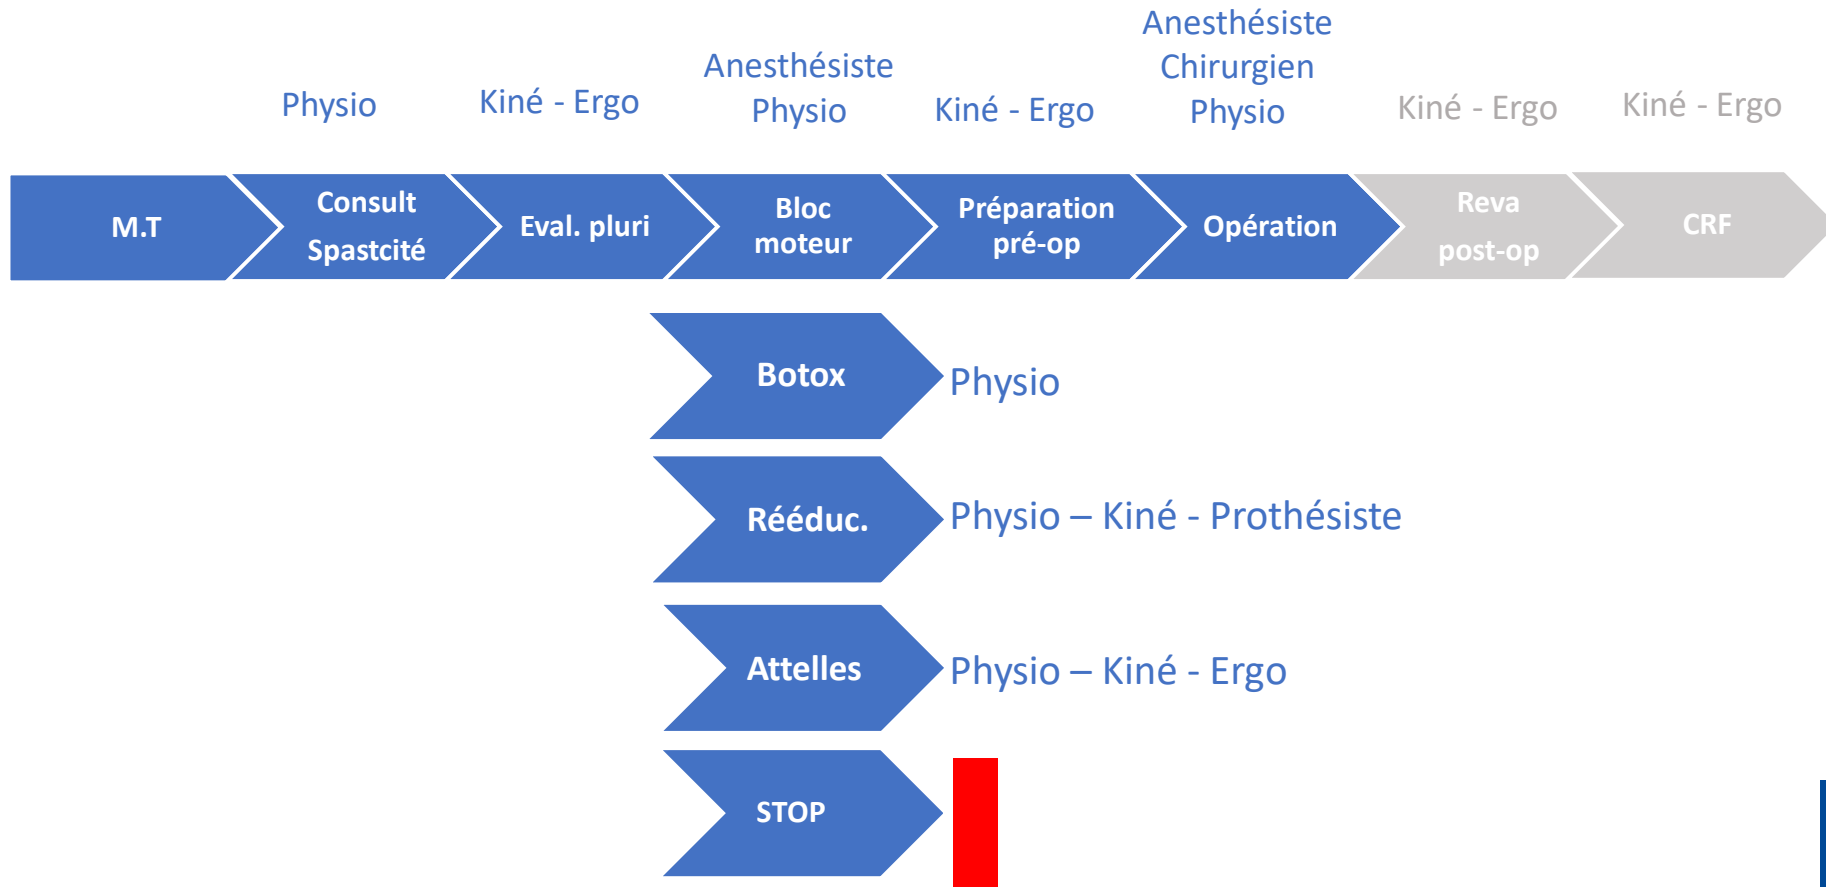 Anesthésiste
Chirurgien
Physio
Anesthésiste
Physio
Physio
Kiné - Ergo
Kiné - Ergo
Kiné - Ergo
Kiné - Ergo
M.T
Consult
Spastcité
Eval. pluri
Bloc
moteur
Préparation
pré-op
Opération
Reva
post-op
CRF
Botox
Physio
Rééduc.
Physio – Kiné - Prothésiste
Attelles
Physio – Kiné - Ergo
STOP